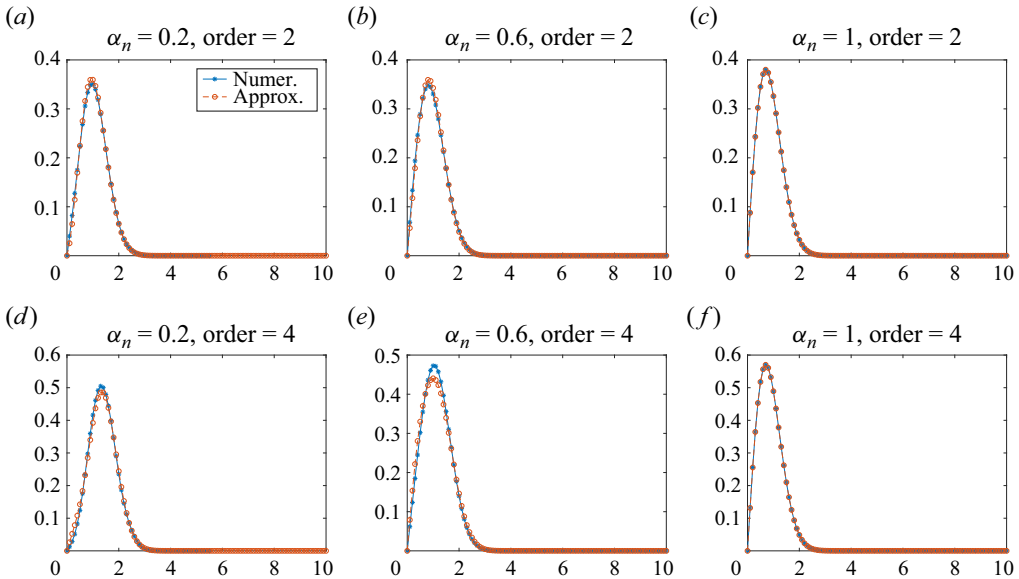 (a) (b) (c)
αn = 0.2, order = 2 αn = 0.6, order = 2 αn = 1, order = 2
0.4 0.4 0.4
Numer.
Approx.
0.3 0.3 0.3
0.2 0.2 0.2
0.1 0.1 0.1
0 2 4 6 8 10 0 2 4 6 8 10 0 2 4 6 8 10
(d) (e) (f)
αn = 0.2, order = 4 αn = 0.6, order = 4 αn = 1, order = 4
0.6 0.5 0.6
0.5 0.4 0.5
0.4 0.3 0.4
0.3 0.2 0.3
0.2 0.1 0.2
0.1 0.1
0 2 4 6 8 10 0 2 4 6 8 10 0 2 4 6 8 10